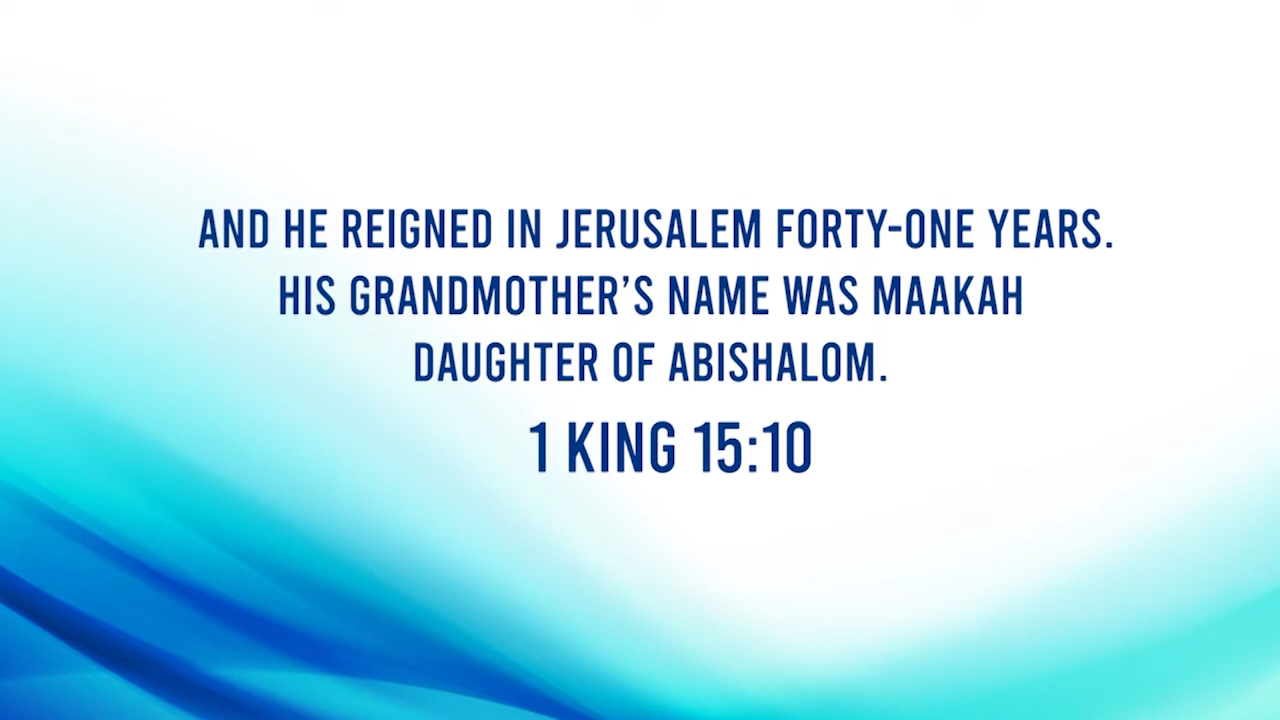 AND HE REIGNED IN JERUSALEM FORTY-ONE YEARS.
HIS GRANDMOTHER’S NAME WAS MAAKAH
DAUGHTER OF ABISHALOM.
1 KING 15:10